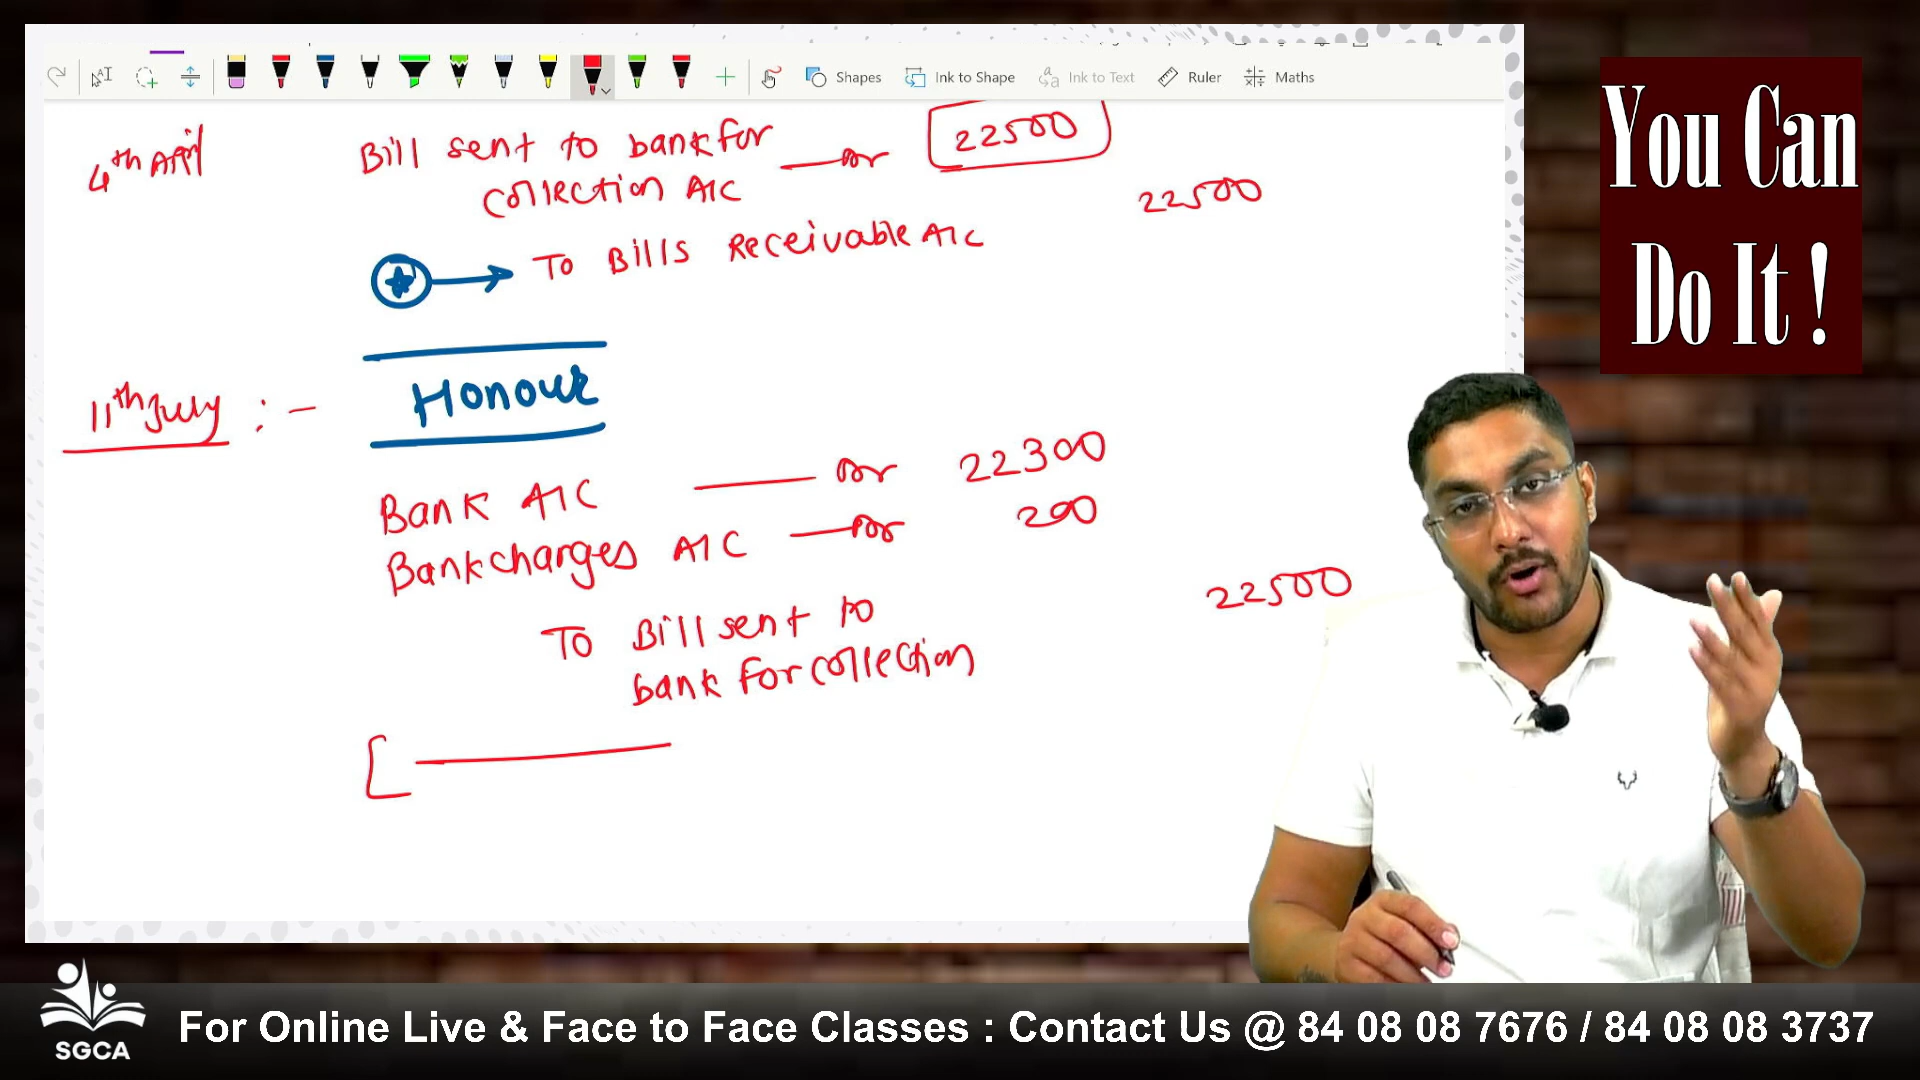 Shapes
Ink to Shape
Ink to Text
Ruler
Maths
4th April
Bill sent to bank for
collection A/C
Dr
22500
22500
To Bills Receivable A/C
11th July :-
Honour
Bank A/C
Dr
22300
Bank charges A/C
Dr
200
To Bill sent to
bank for collection
22500
You Can
Do It !
SGCA
For Online Live & Face to Face Classes : Contact Us @ 84 08 08 7676 / 84 08 08 3737